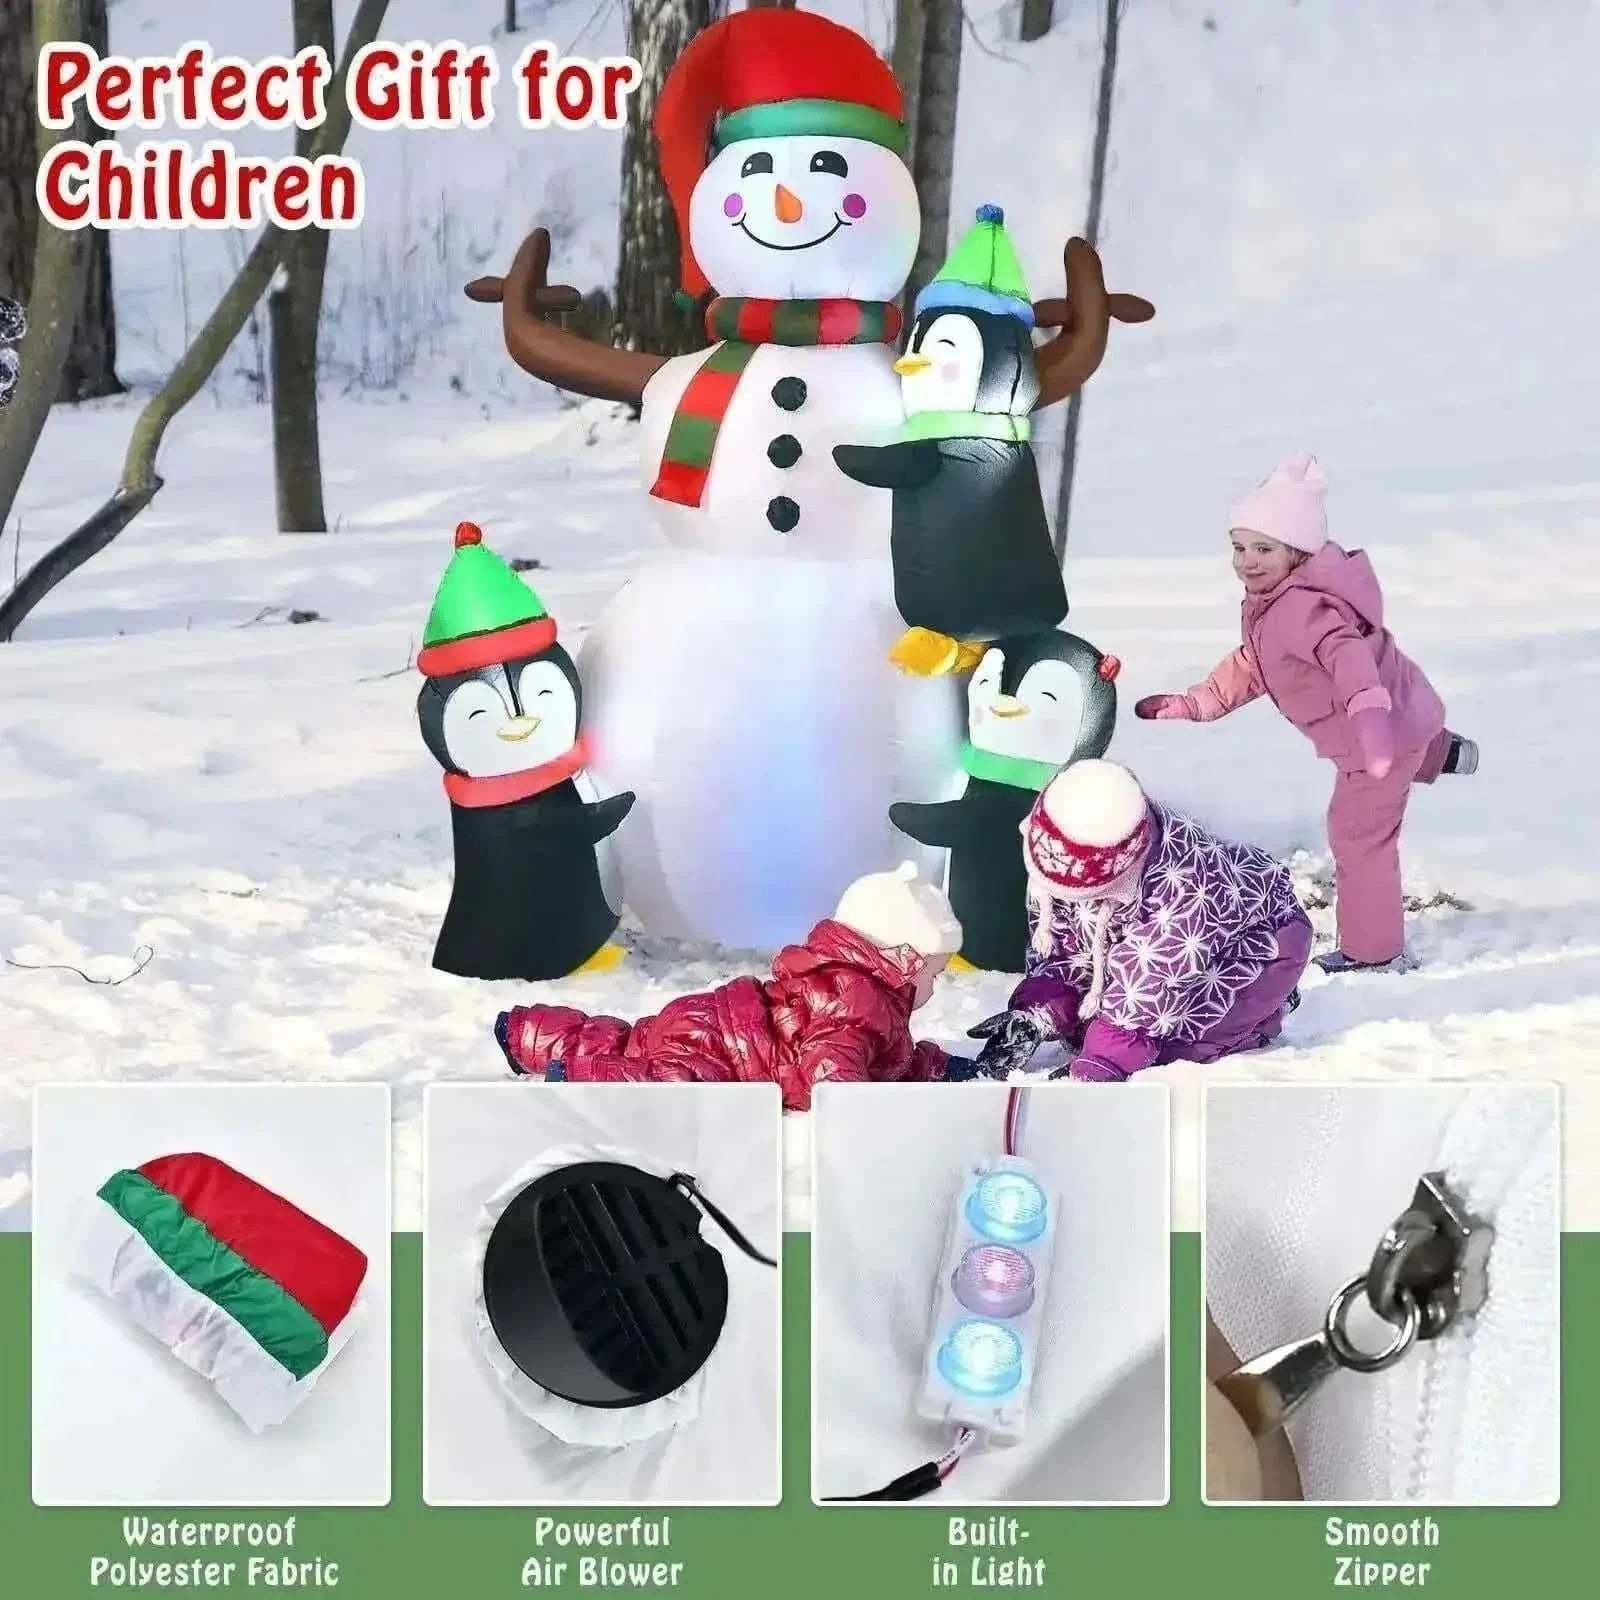 Perfect Gift for
Children
Waterproof
Polyester Fabric
Powerful
Air Blower
Built-
in Light
Smooth
Zipper